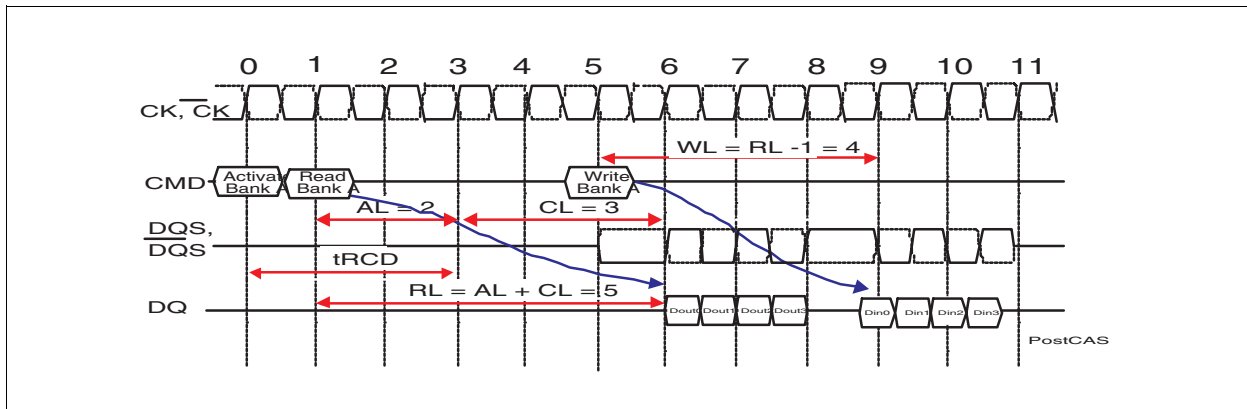 0 1 2 3 4 5 6 7 8 9 10 11
CK, CK
WL = RL -1 = 4
CMD
Activat
Bank A
Read
Bank A
Write
Bank A
AL = 2
CL = 3
DQS,
DQS
tRCD
RL = AL + CL = 5
DQ
Dout0 Dout1 Dout2 Dout3
Din0 Din1 Din2 Din3
PostCAS